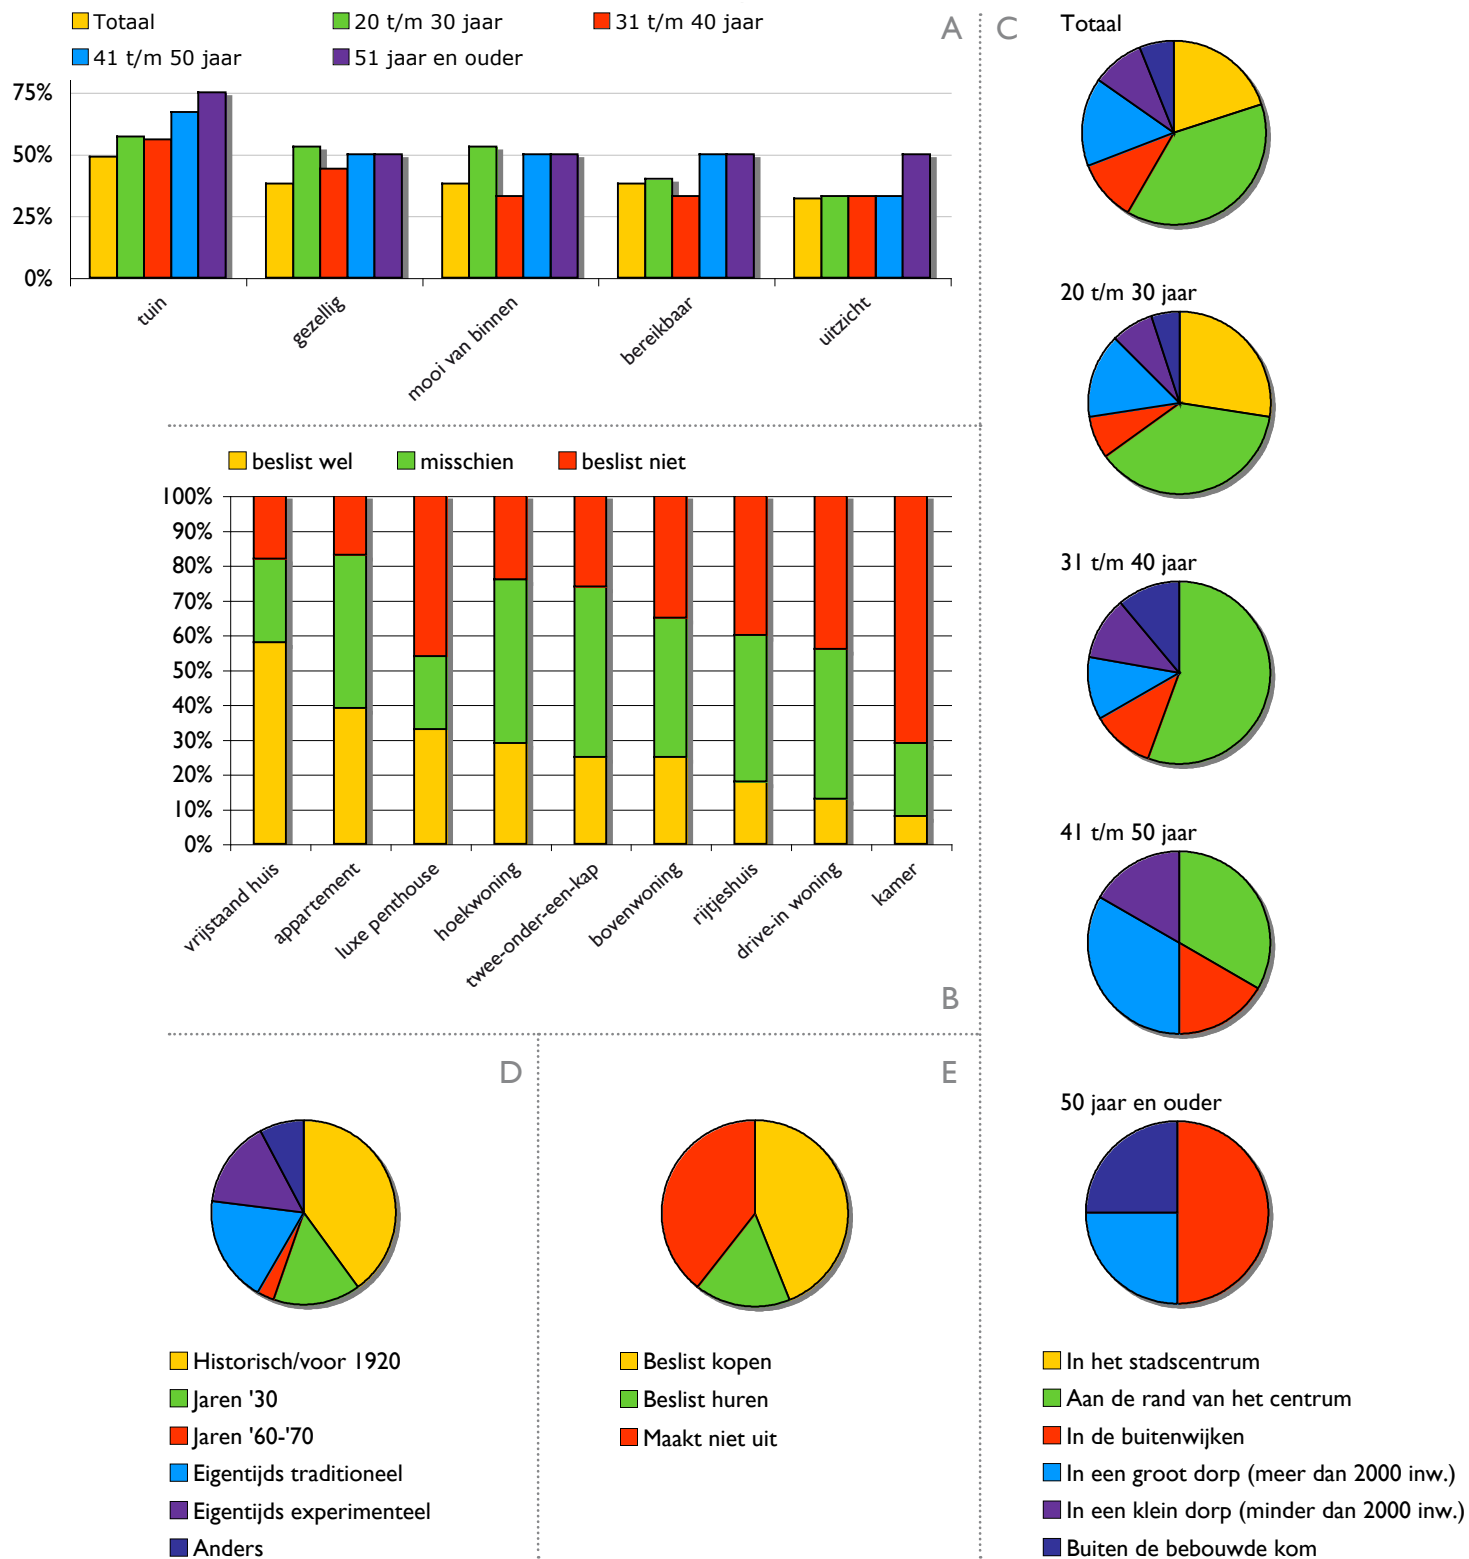 Totaal
20 t/m 30 jaar
31 t/m 40 jaar
41 t/m 50 jaar
51 jaar en ouder
A
75%
50%
25%
0%
tuin
gezellig
mooi van binnen
bereikbaar
uitzicht
beslist wel
misschien
beslist niet
100%
90%
80%
70%
60%
50%
40%
30%
20%
10%
0%
vrijstaand huis
appartement
luxe penthouse
hoekwoning
twee-onder-een-kap
bovenwoning
rijtjeshuis
drive-in woning
kamer
B
C
Totaal
20 t/m 30 jaar
31 t/m 40 jaar
41 t/m 50 jaar
50 jaar en ouder
In het stadscentrum
Aan de rand van het centrum
In de buitenwijken
In een groot dorp (meer dan 2000 inw.)
In een klein dorp (minder dan 2000 inw.)
Buiten de bebouwde kom
D
Historisch/voor 1920
Jaren '30
Jaren '60-'70
Eigentijds traditioneel
Eigentijds experimenteel
Anders
E
Beslist kopen
Beslist huren
Maakt niet uit